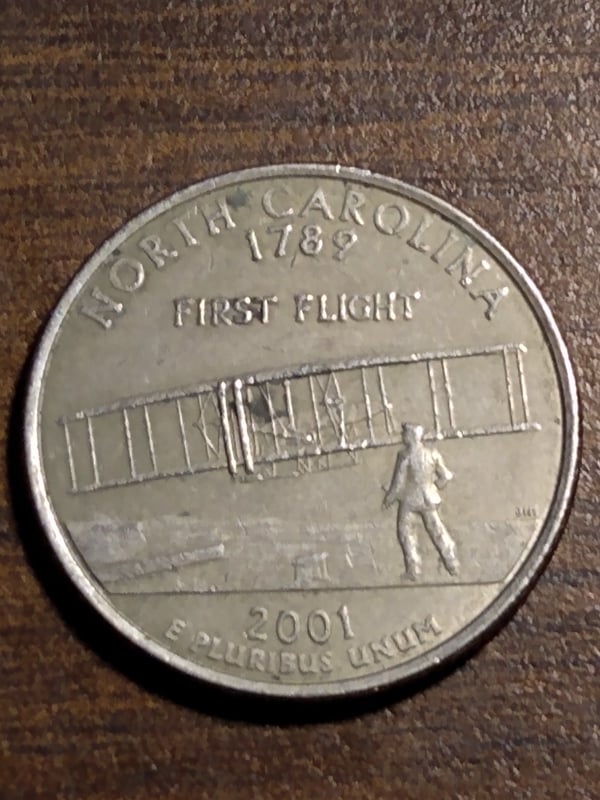 NORTH CAROLINA
1789
FIRST FLIGHT
2001
E PLURIBUS UNUM